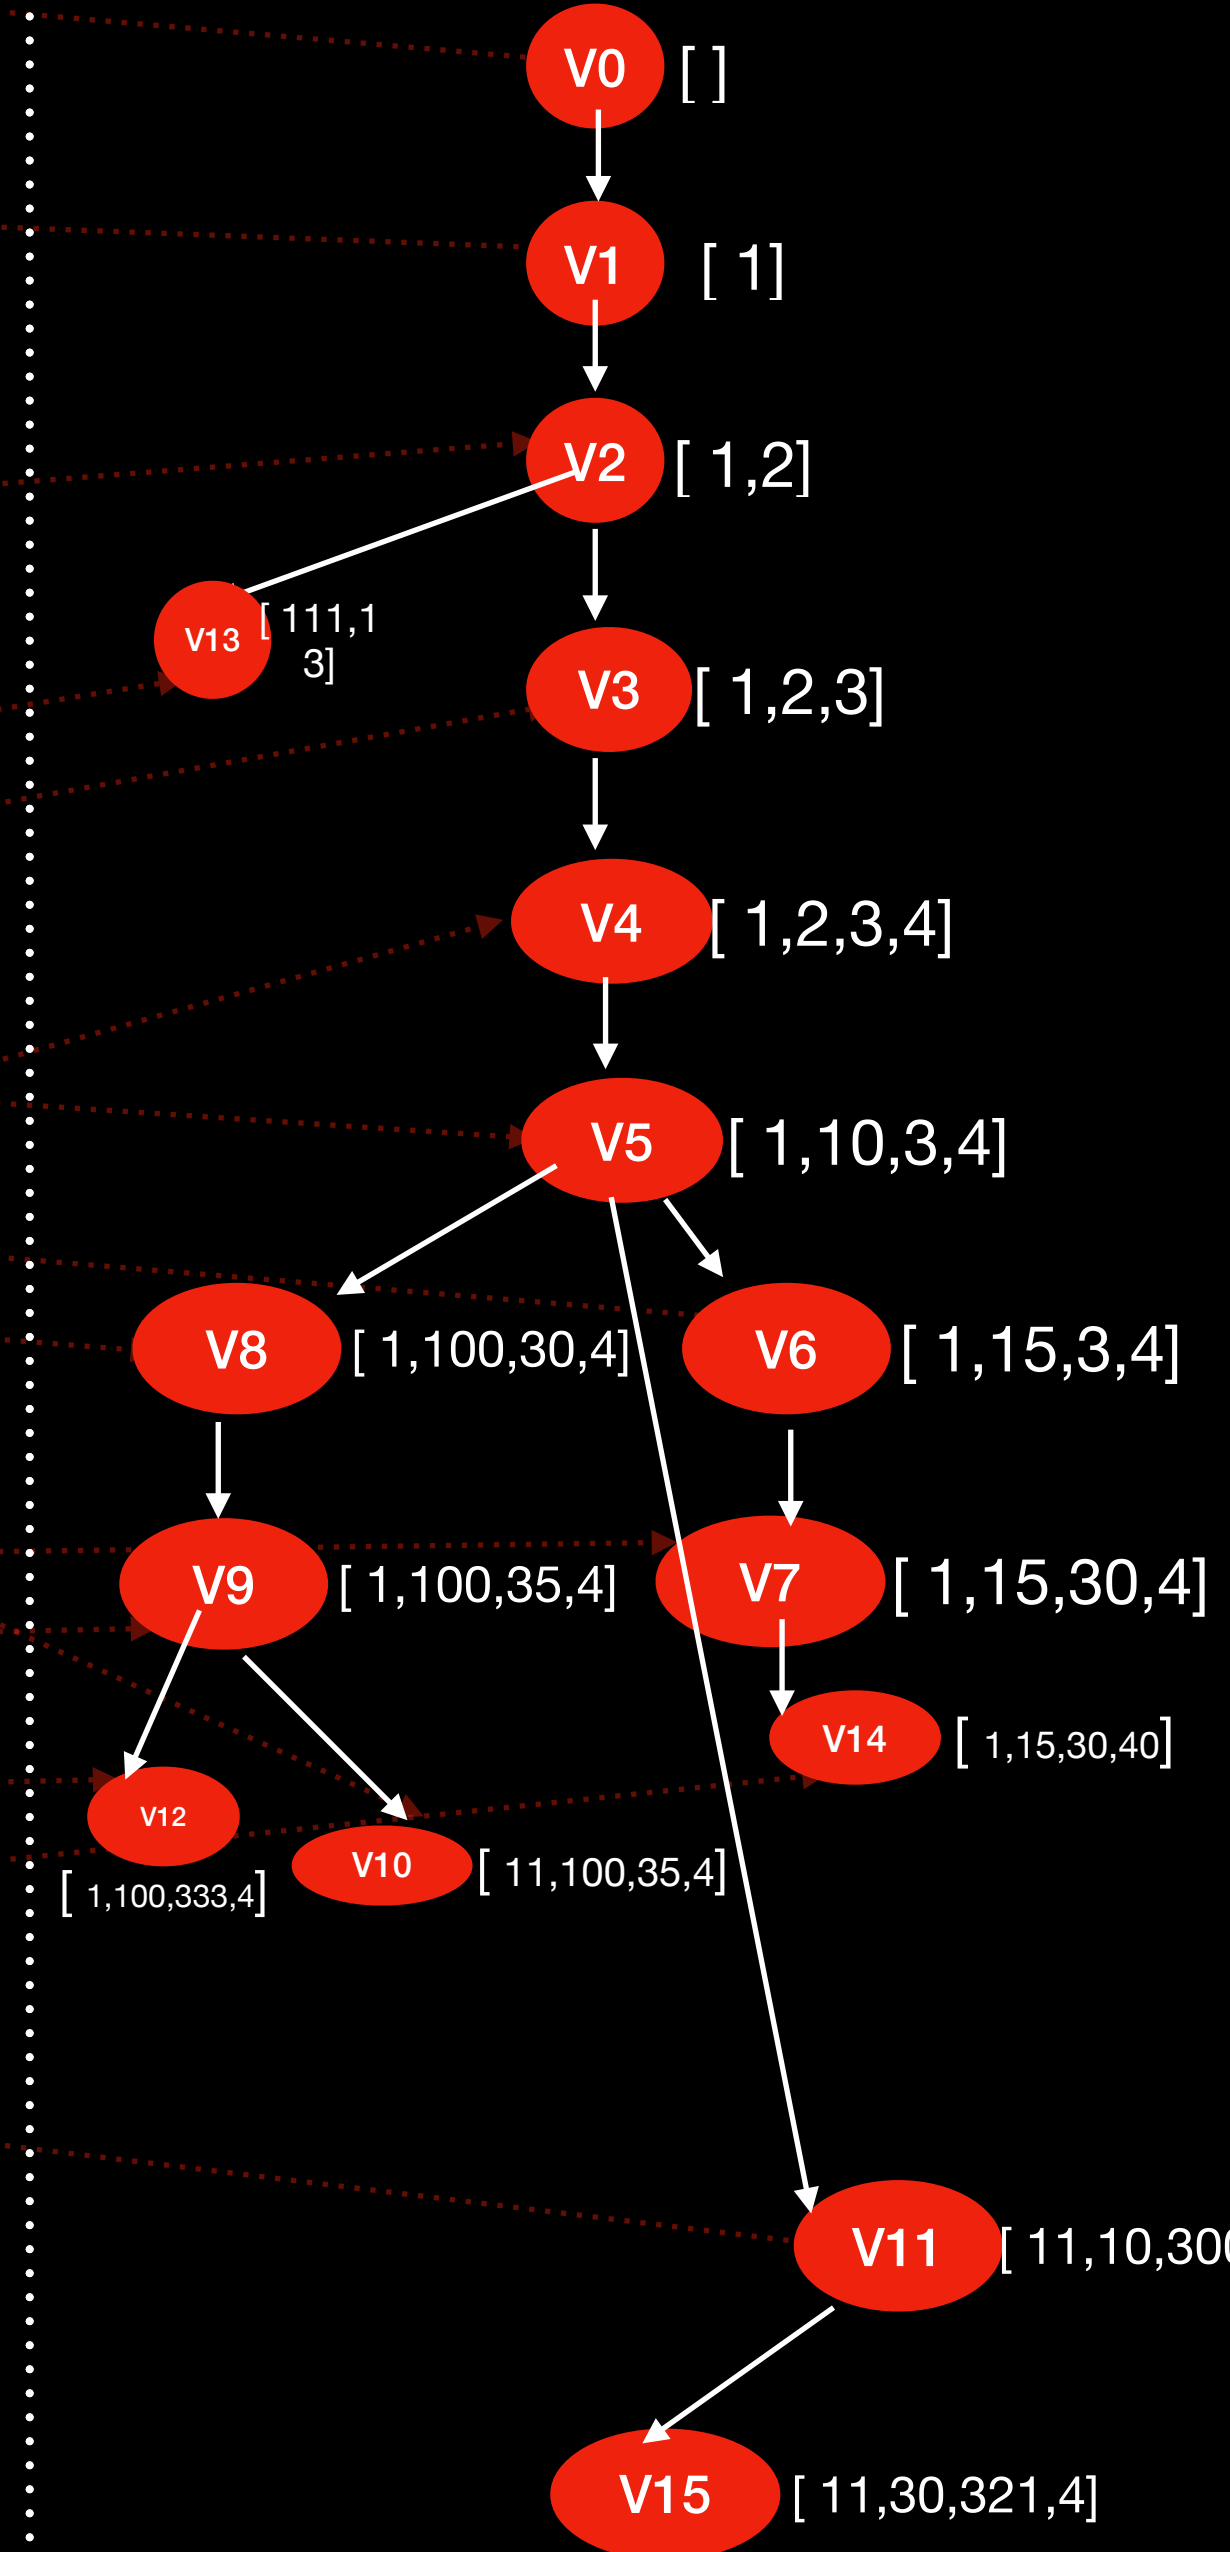 V0 [ ]
V1 [ 1]
V2 [ 1,2]
V13 [ 111,1
3]
V3 [ 1,2,3]
V4 [ 1,2,3,4]
V5 [ 1,10,3,4]
V8 [ 1,100,30,4] V6 [ 1,15,3,4]
V9 [ 1,100,35,4] V7 [ 1,15,30,4]
V14 [ 1,15,30,40]
V12
V10 [ 11,100,35,4]
[ 1,100,333,4]
V11 [ 11,10,300
V15 [ 11,30,321,4]